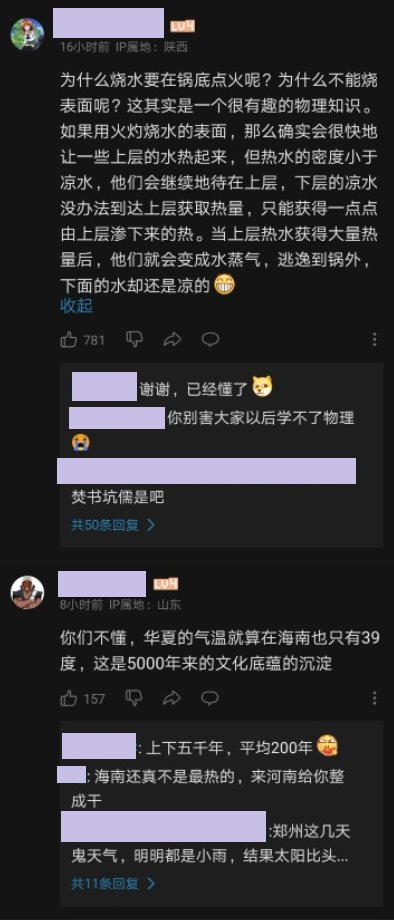 LV4
16小时前 IP属地：陕西
为什么烧水要在锅底点火呢？为什么不能烧
表面呢？这其实是一个很有趣的物理知识。
如果用火灼烧水的表面，那么确实会很快地
让一些上层的水热起来，但热水的密度小于
凉水，他们会继续地待在上层，下层的凉水
没办法到达上层获取热量，只能获得一点点
由上层渗下来的热。当上层热水获得大量热
量后，他们就会变成水蒸气，逃逸到锅外，
下面的水却还是凉的😁
收起
781
谢谢，已经懂了
你别害大家以后学不了物理
😭
焚书坑儒是吧
共50条回复 >
LV4
8小时前 IP属地：山东
你们不懂，华夏的气温就算在海南也只有39
度，这是5000年来的文化底蕴的沉淀
157
: 上下五千年，平均200年
: 海南还真不是最热的，来河南给你整
成干
:郑州这几天
鬼天气，明明都是小雨，结果太阳比头...
共11条回复 >